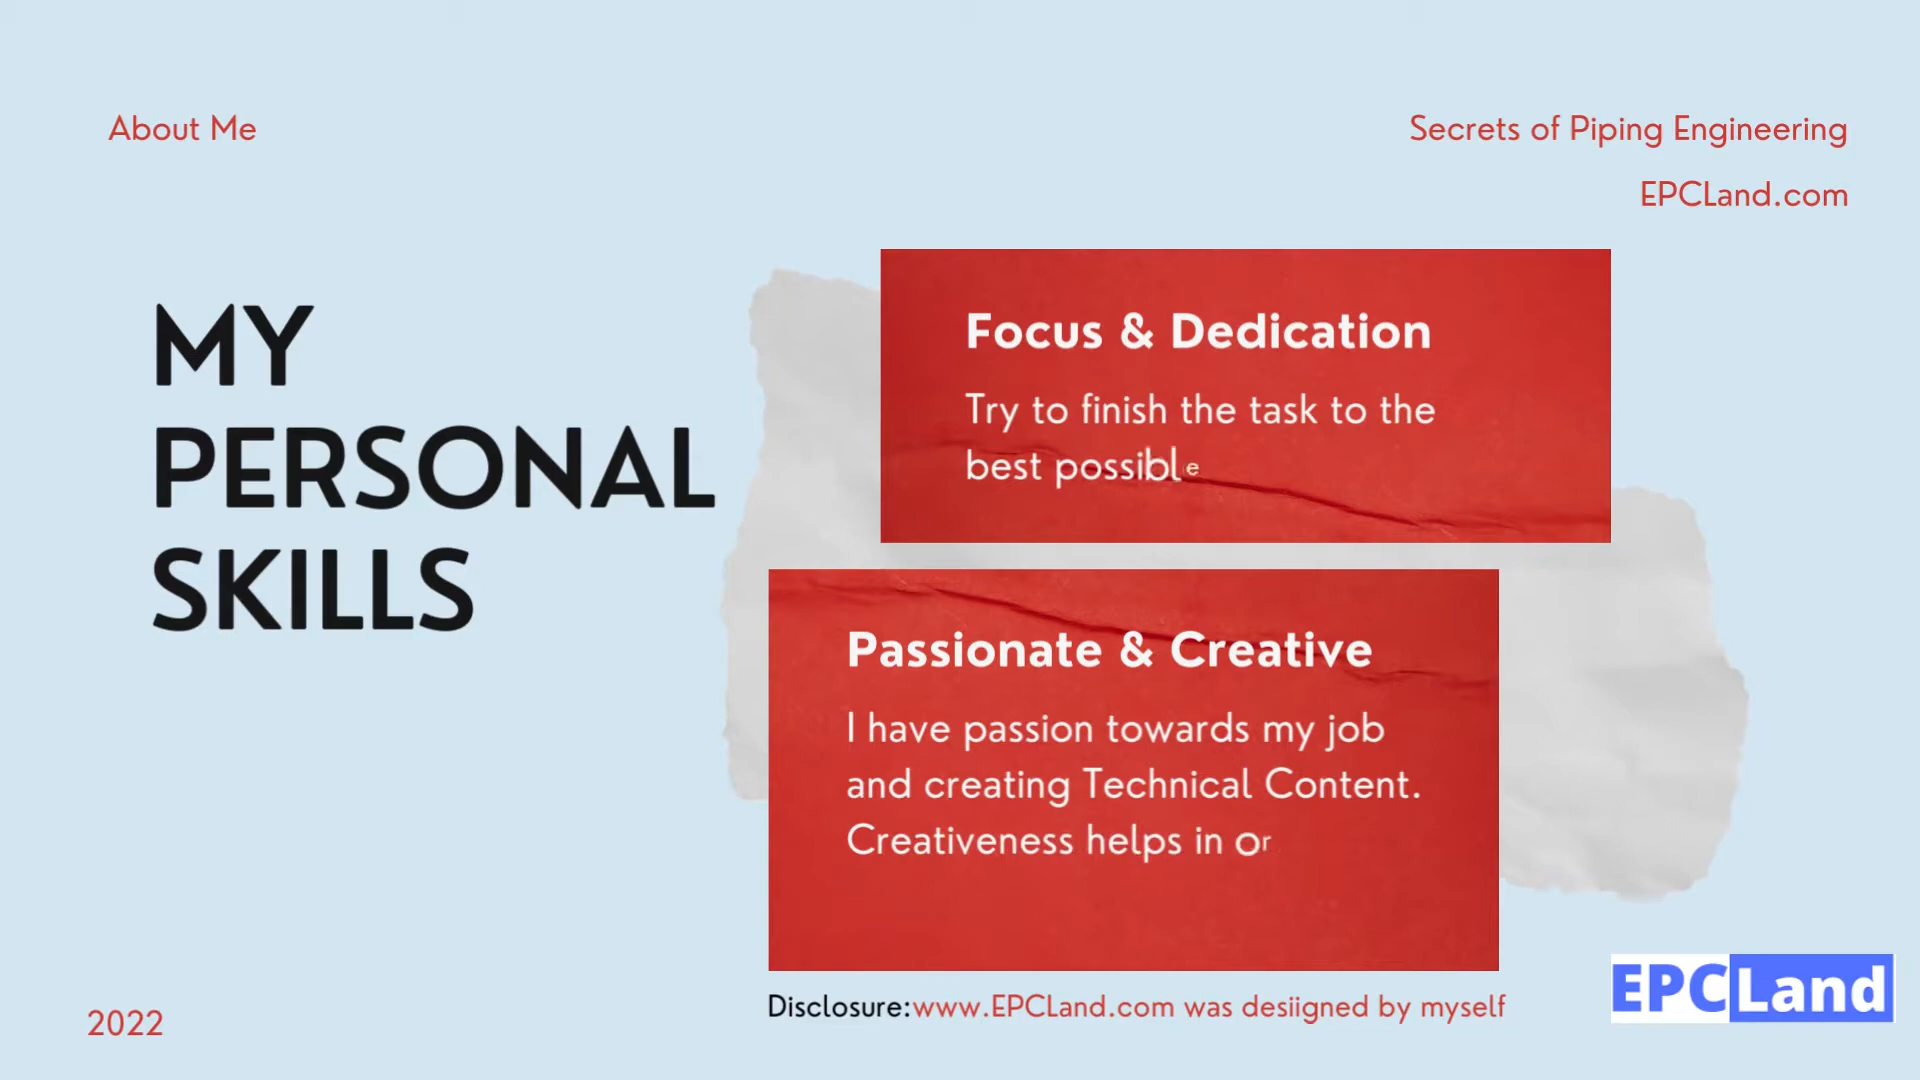 About Me
Secrets of Piping Engineering
EPCLand.com
MY
PERSONAL
SKILLS
Focus & Dedication
Try to finish the task to the
best possible
Passionate & Creative
I have passion towards my job
and creating Technical Content.
Creativeness helps in or
Disclosure:www.EPCLand.com was desiigned by myself
2022
EPCLand